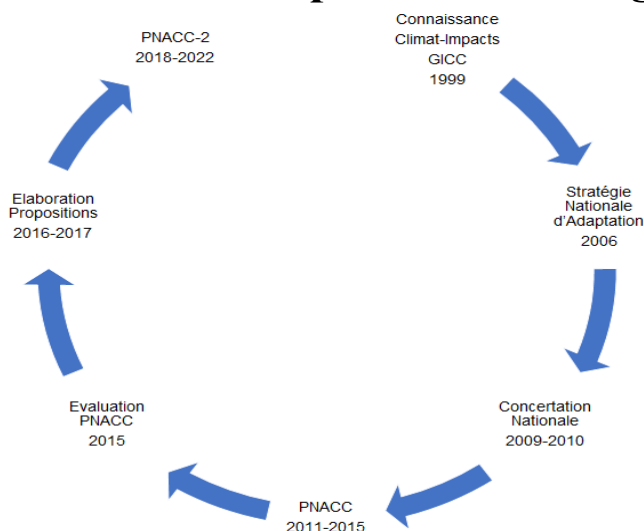 PNACC-2
2018-2022
Connaissance
Climat-Impacts
GICC
1999
Stratégie
Nationale
d'Adaptation
2006
Concertation
Nationale
2009-2010
PNACC
2011-2015
Evaluation
PNACC
2015
Elaboration
Propositions
2016-2017